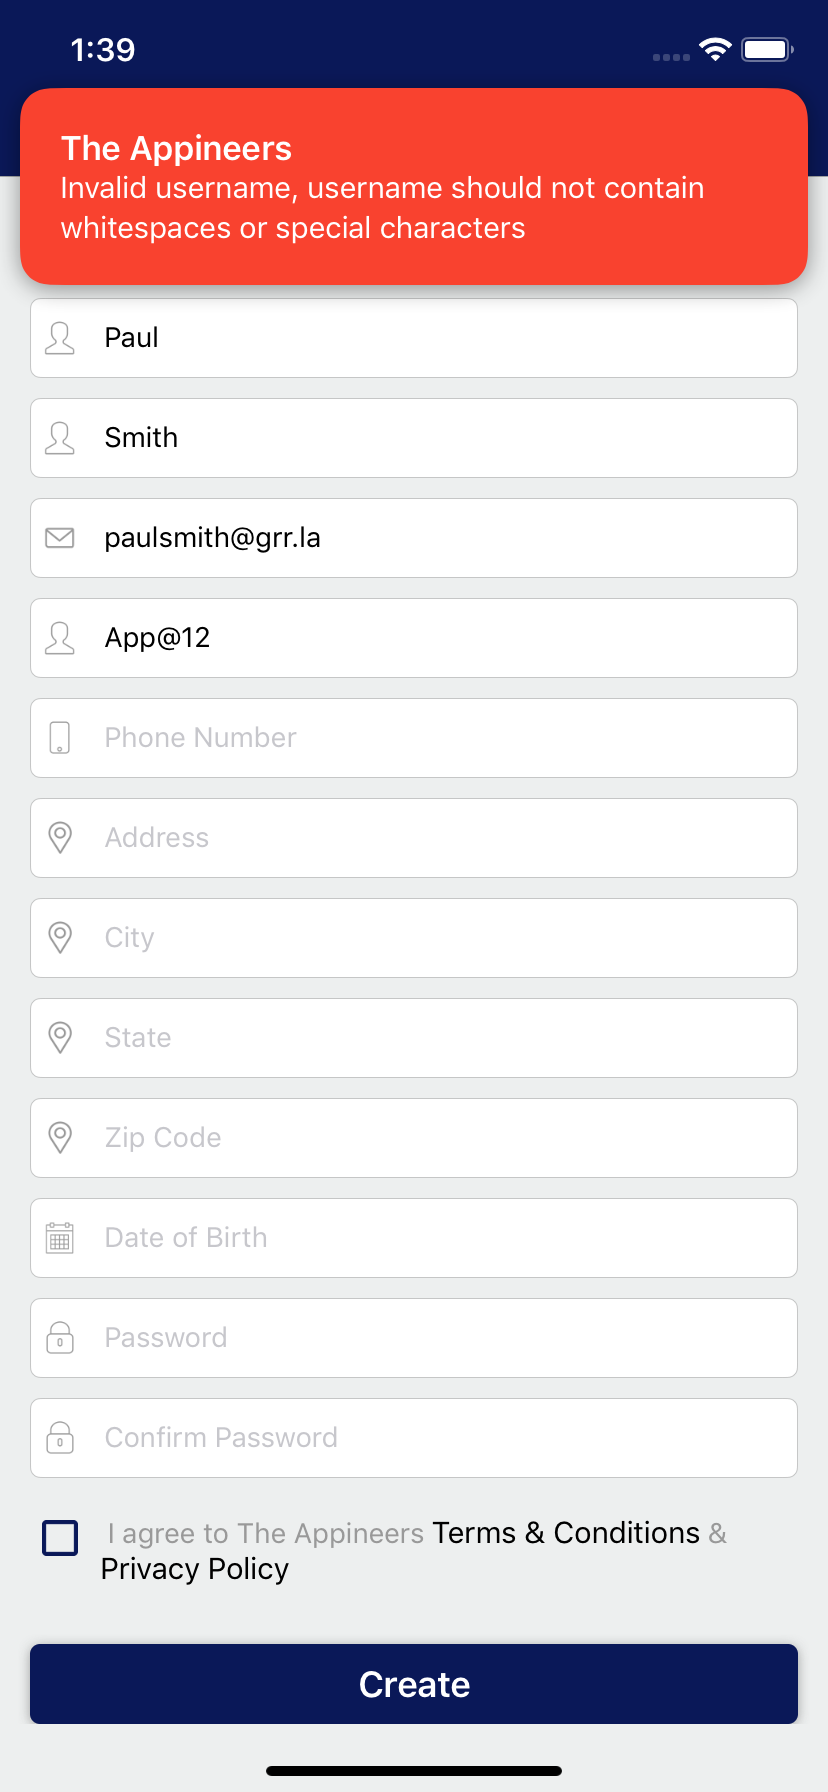 1:39
The Appineers
Invalid username, username should not contain
whitespaces or special characters
Paul
Smith
paulsmith@grr.la
App@12
Phone Number
Address
City
State
Zip Code
Date of Birth
Password
Confirm Password
I agree to The Appineers Terms & Conditions &
Privacy Policy
Create